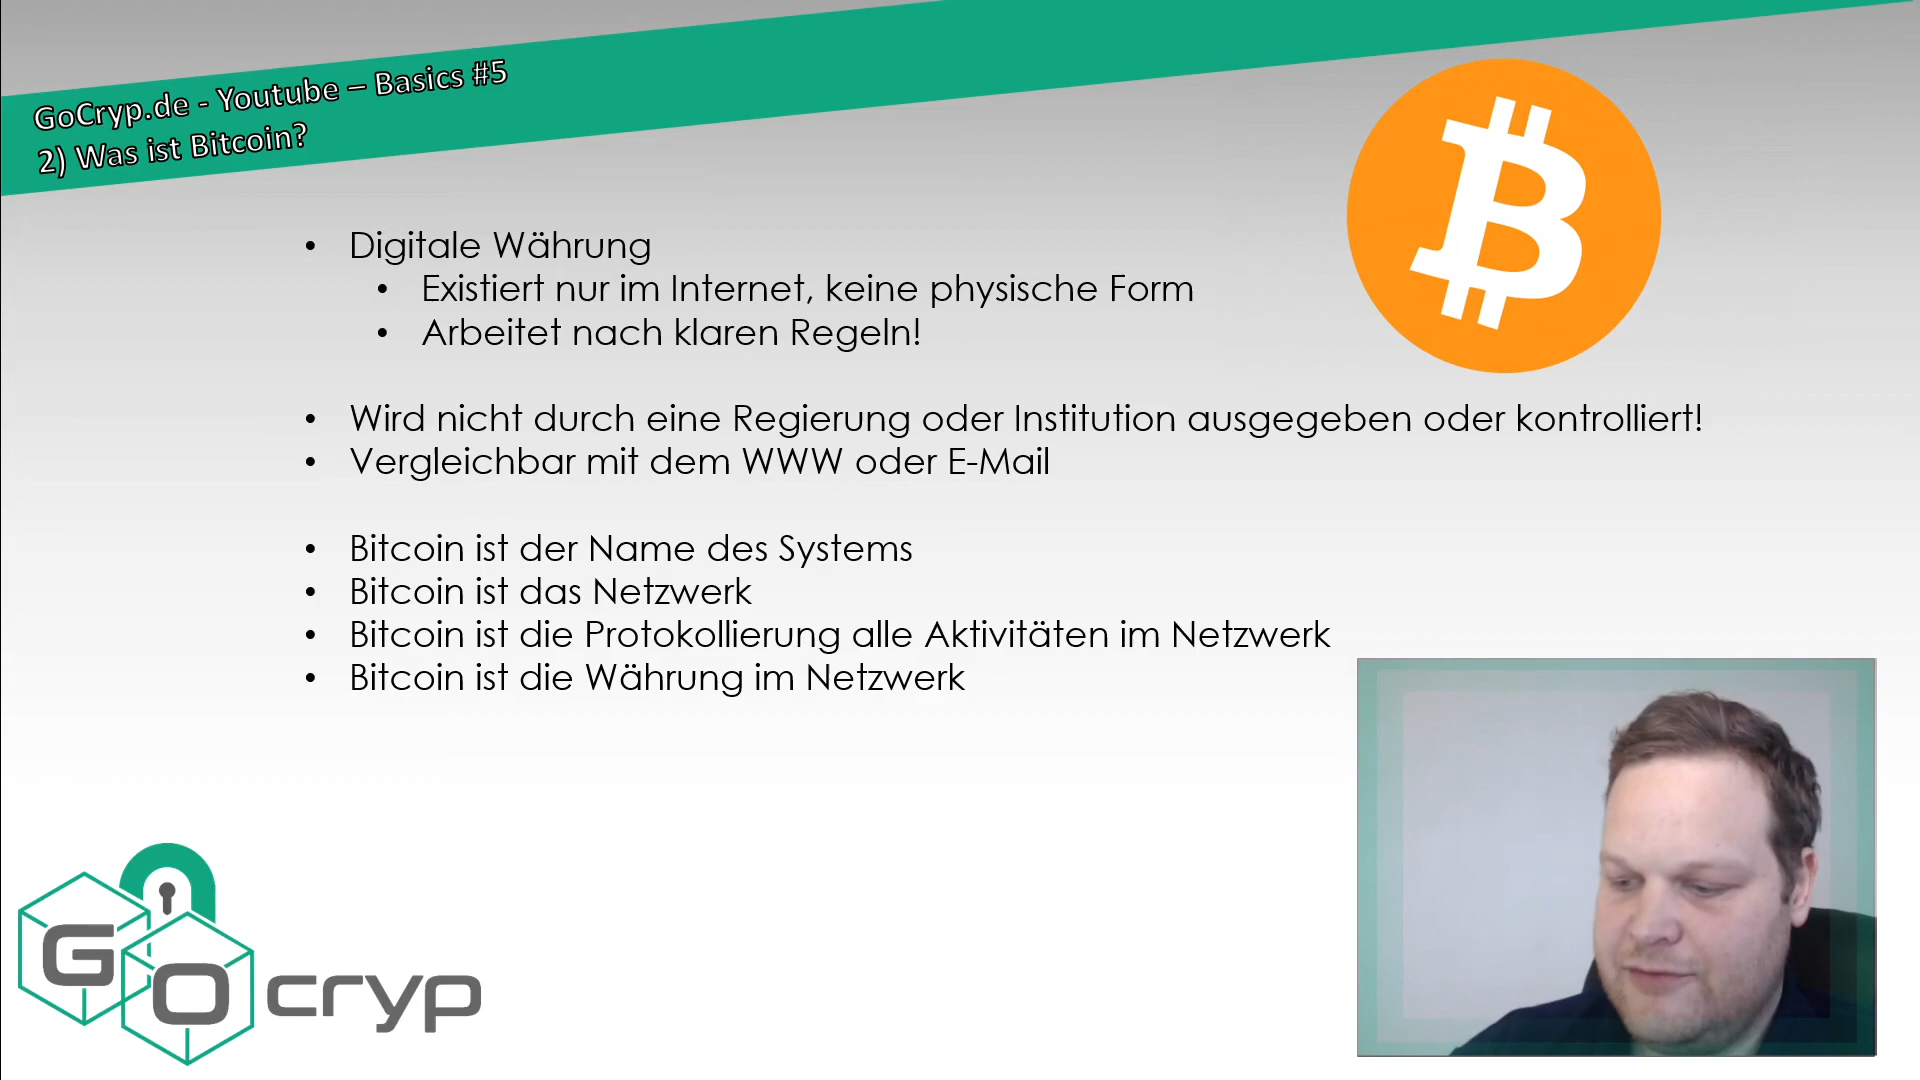 GoCryp.de - Youtube – Basics #5
2) Was ist Bitcoin?
• Digitale Währung
• Existiert nur im Internet, keine physische Form
• Arbeitet nach klaren Regeln!
• Wird nicht durch eine Regierung oder Institution ausgegeben oder kontrolliert!
• Vergleichbar mit dem WWW oder E-Mail
• Bitcoin ist der Name des Systems
• Bitcoin ist das Netzwerk
• Bitcoin ist die Protokollierung alle Aktivitäten im Netzwerk
• Bitcoin ist die Währung im Netzwerk
GO cryp